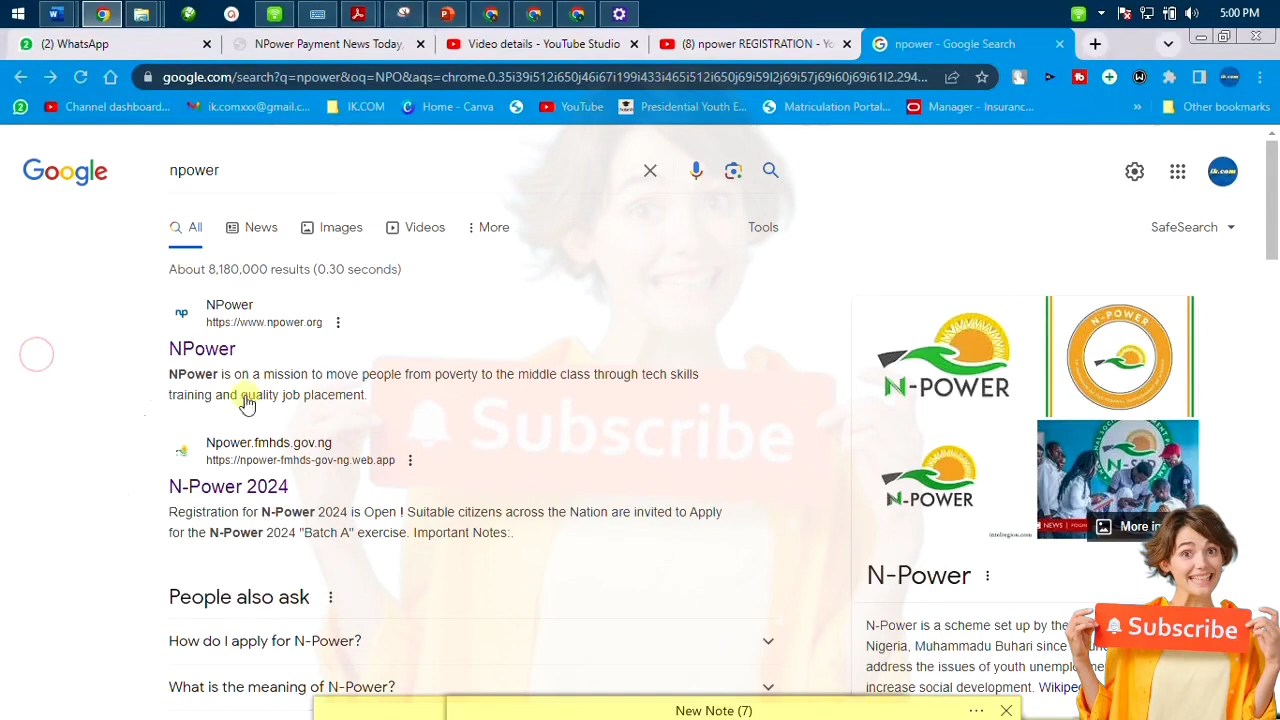 5:00 PM
(2) WhatsApp
NPower Payment News Today,
Video details - YouTube Studio
(8) npower REGISTRATION - Yo
npower - Google Search
google.com/search?q=npower&oq=NPO&aqs=chrome.0.35i39i512i650j46i67i199i433i465i512i650j69i59l2j69i57j69i60j69i61l2.294...
Channel dashboard...
ik.comxxx@gmail.c...
IK.COM
Home - Canva
YouTube
Presidential Youth E...
Matriculation Portal...
Manager - Insuranc...
»
Other bookmarks
Google
npower
ik.com
All
News
Images
Videos
More
Tools
SafeSearch
About 8,180,000 results (0.30 seconds)
np
NPower
https://www.npower.org
NPower
NPower is on a mission to move people from poverty to the middle class through tech skills
training and quality job placement.
Npower.fmhds.gov.ng
https://npower-fmhds-gov-ng.web.app
N-Power 2024
Registration for N-Power 2024 is Open ! Suitable citizens across the Nation are invited to Apply
for the N-Power 2024 "Batch A" exercise. Important Notes:.
People also ask
How do I apply for N-Power?
What is the meaning of N-Power?
Subscribe
N-POWER
N-POWER
N-POWER
NEWS
More in
N-Power
N-Power is a scheme set up by the
Nigeria, Muhammadu Buhari since
address the issues of youth unemplo
increase social development. Wikipe
Subscribe
New Note (7)